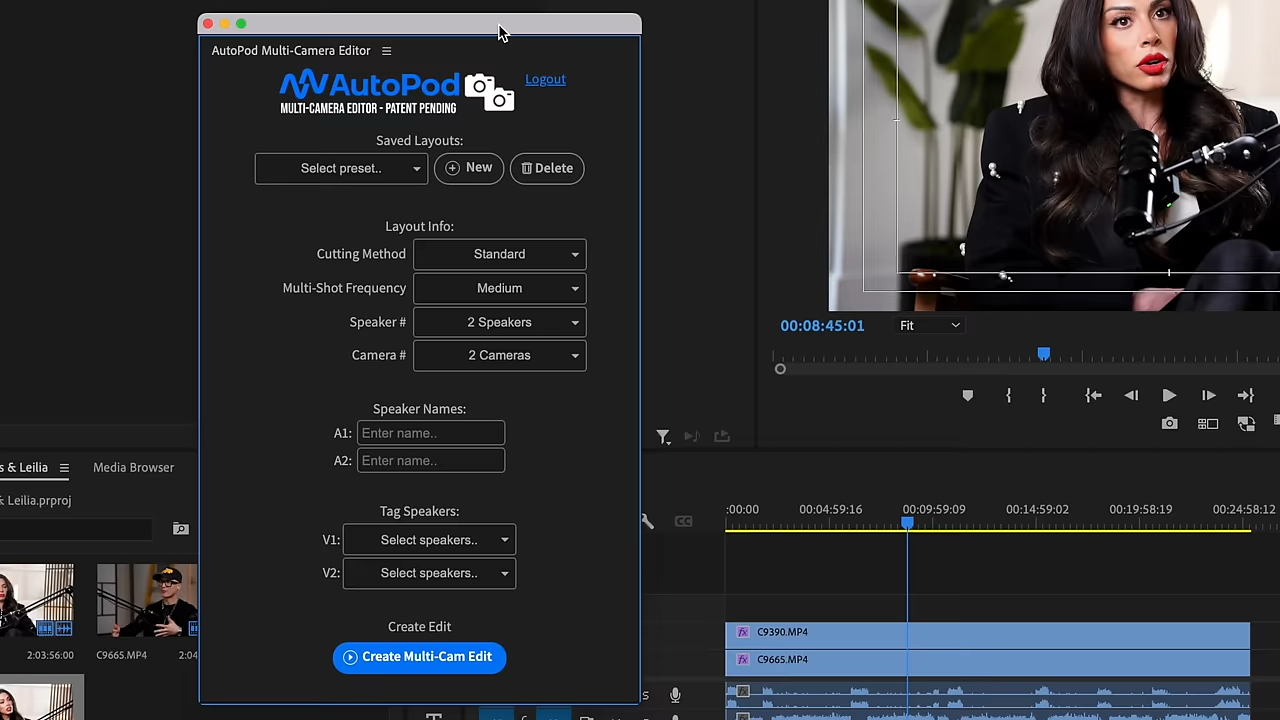 AutoPod Multi-Camera Editor
AutoPod
MULTI-CAMERA EDITOR - PATENT PENDING
Logout
Saved Layouts:
Select preset..
New
Delete
Layout Info:
Cutting Method
Standard
Multi-Shot Frequency
Medium
Speaker #
2 Speakers
Camera #
2 Cameras
Speaker Names:
A1:
Enter name..
A2:
Enter name..
Tag Speakers:
V1:
Select speakers..
V2:
Select speakers..
Create Edit
Create Multi-Cam Edit
00:08:45:01
Fit
s & Leilia
Media Browser
Leilia.prproj
2:03:56:00
C9665.MP4
2:04
:00:00
00:04:59:16
00:09:59:09
00:14:59:02
00:19:58:19
00:24:58:12
fx C9390.MP4
fx C9665.MP4
S